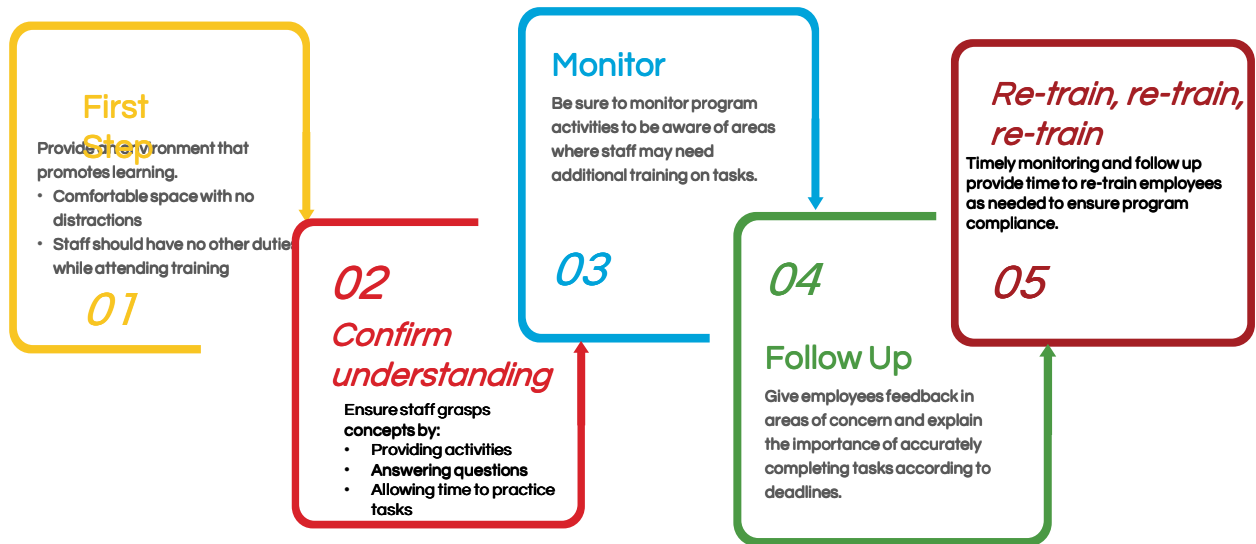 First
Step
Provide an environment that
promotes learning.
• Comfortable space with no
distractions
• Staff should have no other duties
while attending training
01
02
Confirm
understanding
Ensure staff grasps
concepts by:
• Providing activities
• Answering questions
• Allowing time to practice
tasks
Monitor
Be sure to monitor program
activities to be aware of areas
where staff may need
additional training on tasks.
03
04
Follow Up
Give employees feedback in
areas of concern and explain
the importance of accurately
completing tasks according to
deadlines.
Re-train, re-train,
re-train
Timely monitoring and follow up
provide time to re-train employees
as needed to ensure program
compliance.
05